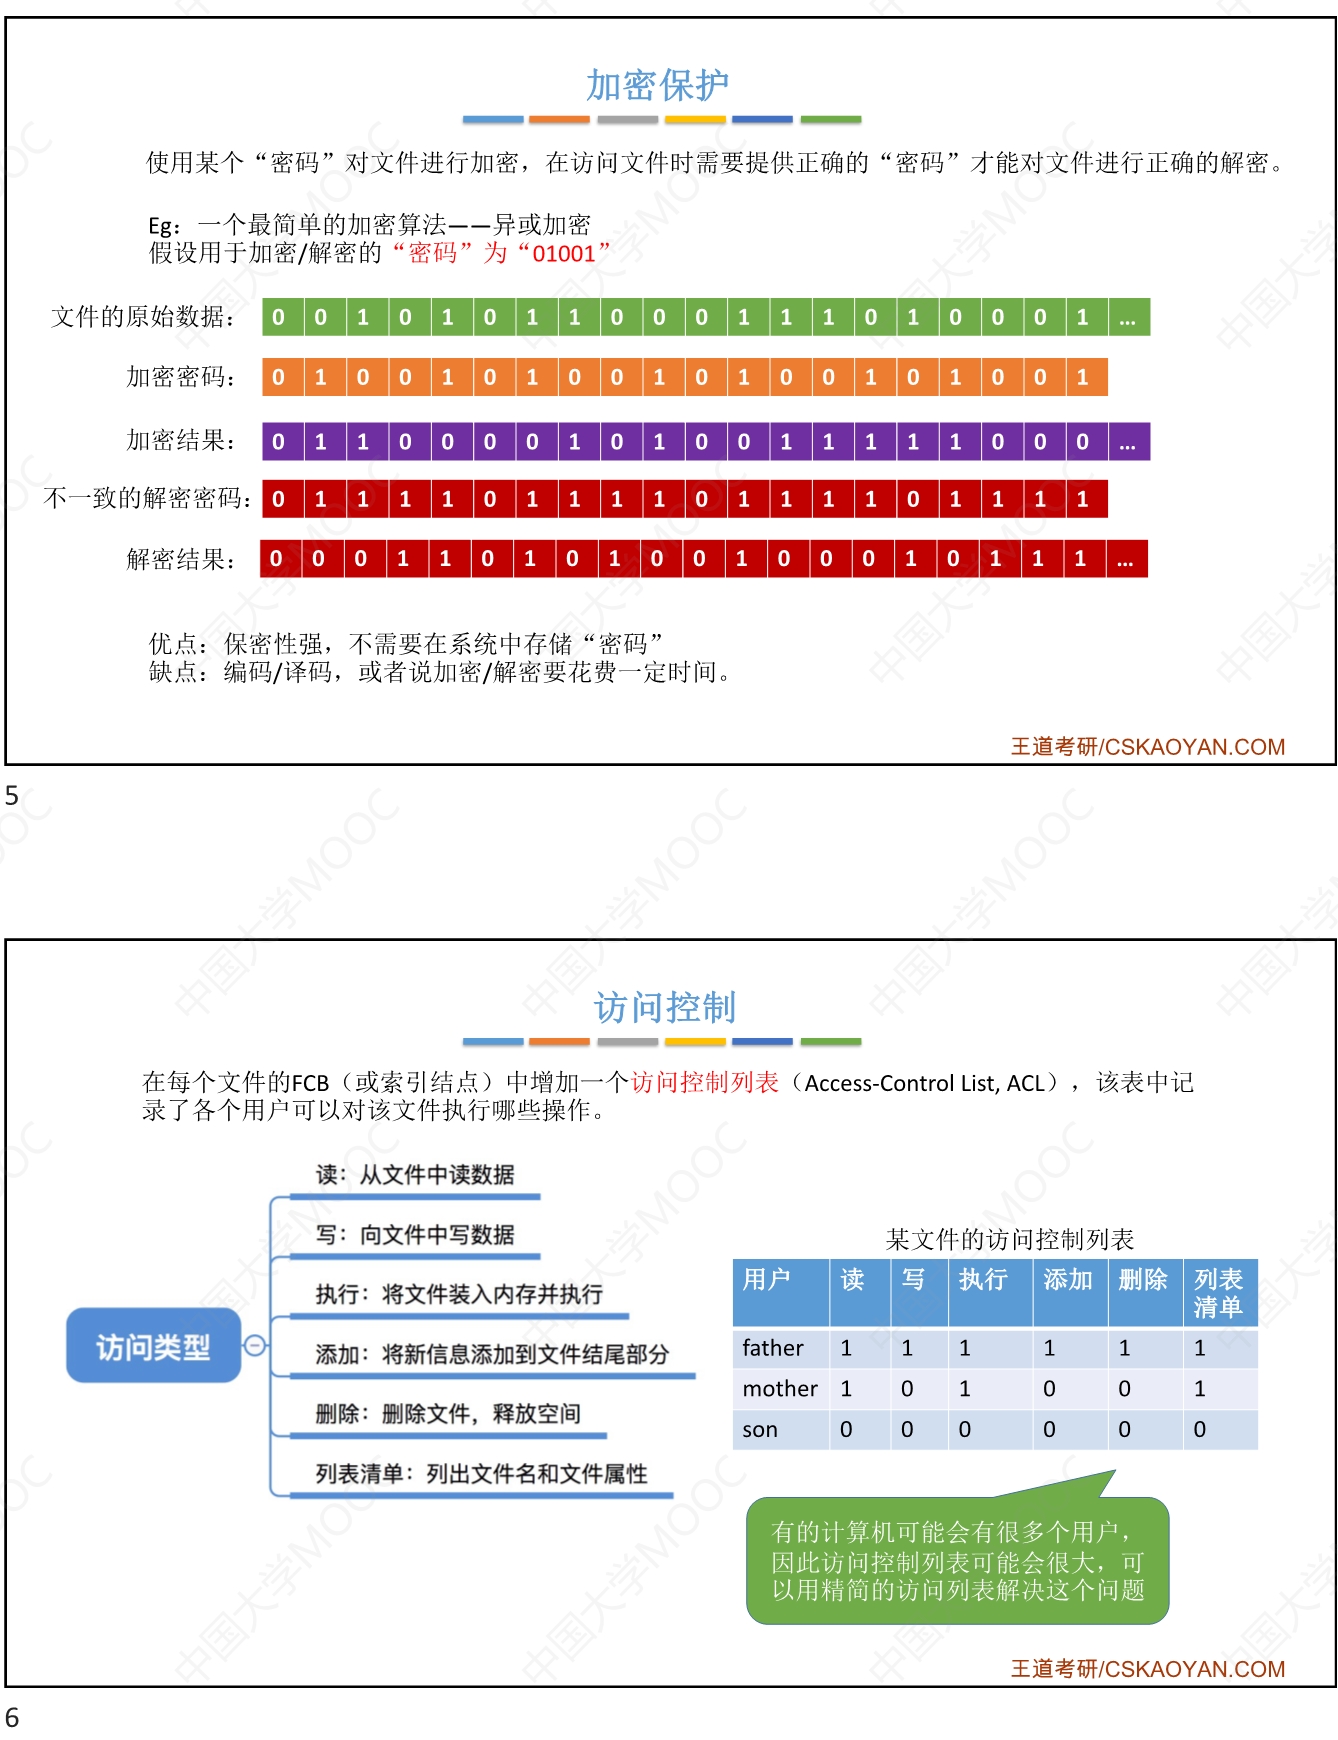 加密保护
使用某个“密码”对文件进行加密，在访问文件时需要提供正确的“密码”才能对文件进行正确的解密。
Eg：一个最简单的加密算法——异或加密
假设用于加密/解密的“密码”为“01001”
文件的原始数据： 0 0 1 0 1 0 1 1 0 0 0 1 1 1 0 1 0 0 0 1 ...
加密密码： 0 1 0 0 1 0 1 0 0 1 0 1 0 0 1 0 1 0 0 1
加密结果： 0 1 1 0 0 0 0 1 0 1 0 0 1 1 1 1 1 0 0 0 ...
不一致的解密密码： 0 1 1 1 1 0 1 1 1 1 0 1 1 1 1 0 1 1 1 1
解密结果： 0 0 0 1 1 0 1 0 1 0 0 1 0 0 0 1 0 1 1 1 ...
优点：保密性强，不需要在系统中存储“密码”
缺点：编码/译码，或者说加密/解密要花费一定时间。
王道考研/CSKAOYAN.COM
5
访问控制
在每个文件的FCB（或索引结点）中增加一个访问控制列表（Access-Control List, ACL），该表中记
录了各个用户可以对该文件执行哪些操作。
访问类型
读：从文件中读数据
写：向文件中写数据
执行：将文件装入内存并执行
添加：将新信息添加到文件结尾部分
删除：删除文件，释放空间
列表清单：列出文件名和文件属性
某文件的访问控制列表
用户 读 写 执行 添加 删除 列表
清单
father 1 1 1 1 1 1
mother 1 0 1 0 0 1
son 0 0 0 0 0 0
有的计算机可能会有很多个用户，
因此访问控制列表可能会很大，可
以用精简的访问列表解决这个问题
王道考研/CSKAOYAN.COM
6
中国大学MOOC